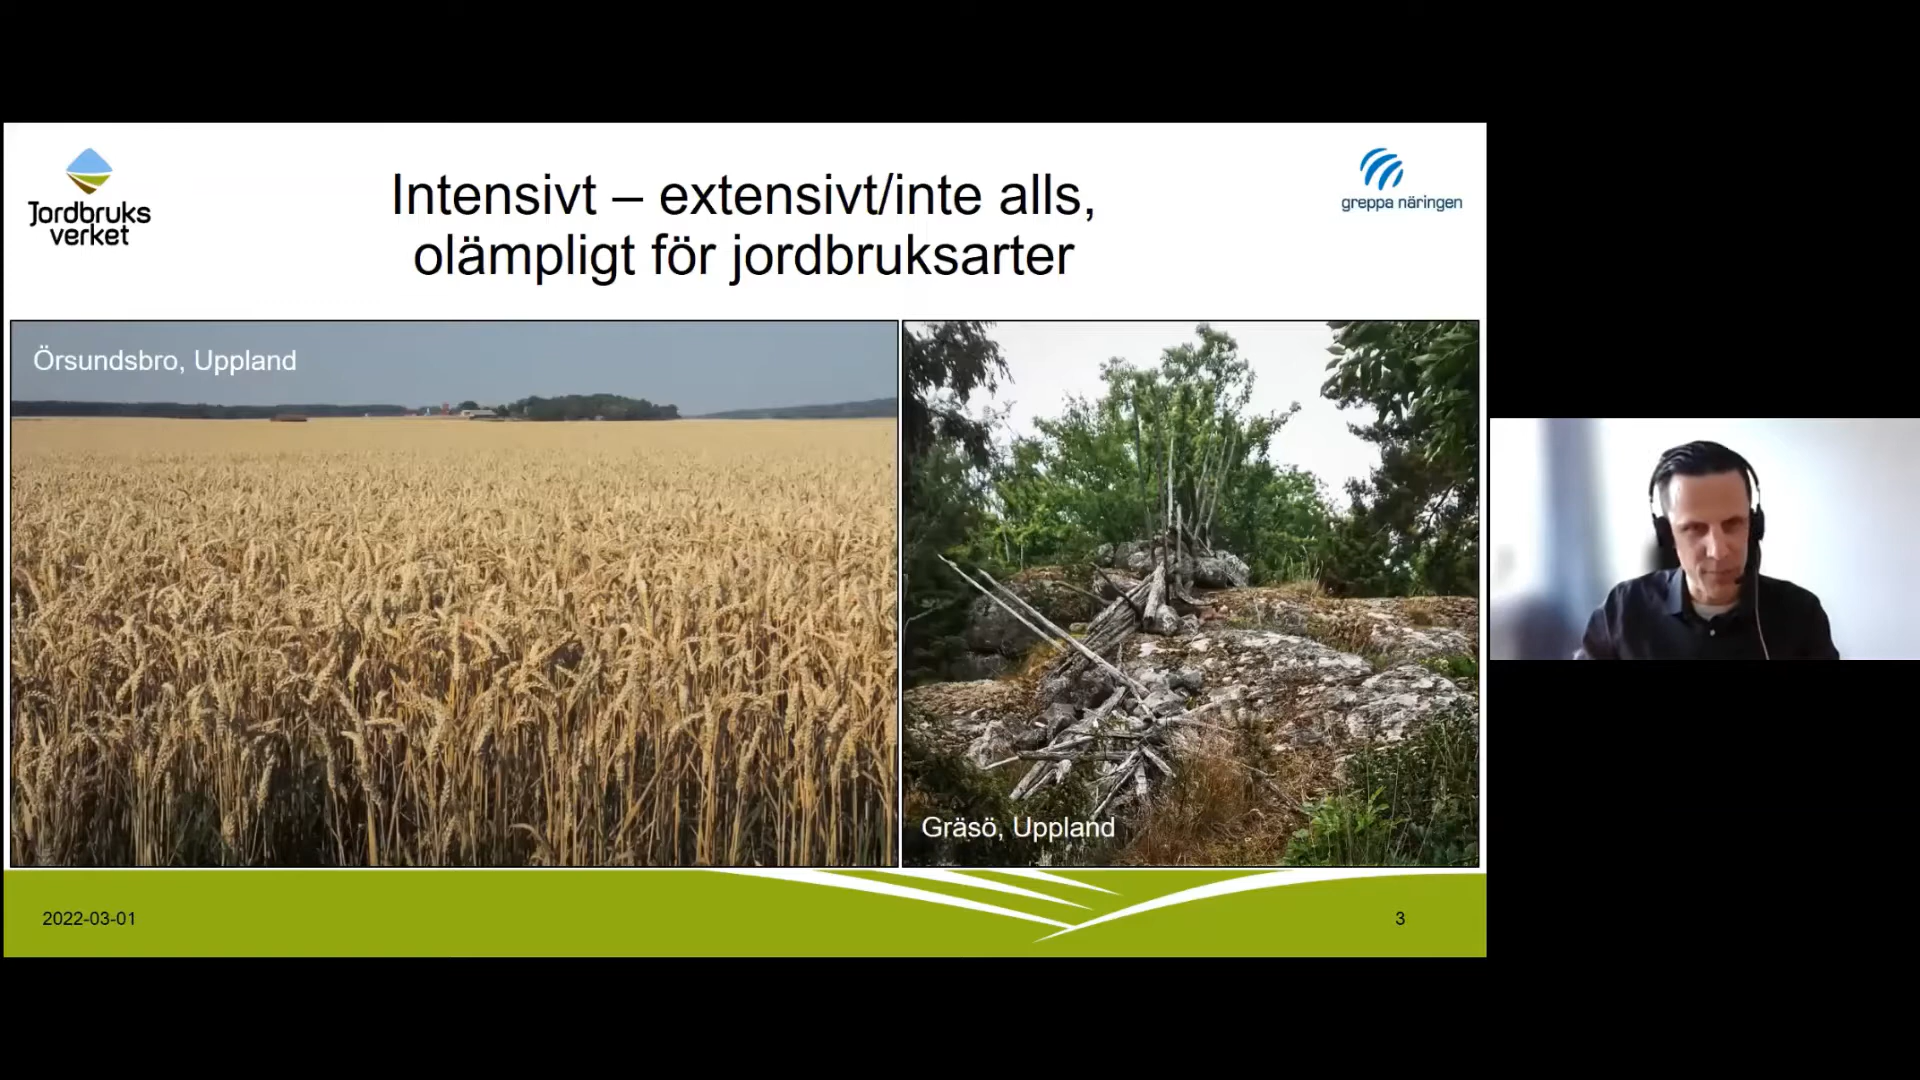 Jordbruks
verket
Intensivt – extensivt/inte alls,
olämpligt för jordbruksarter
greppa näringen
Örsundsbro, Uppland
Gräsö, Uppland
2022-03-01
3